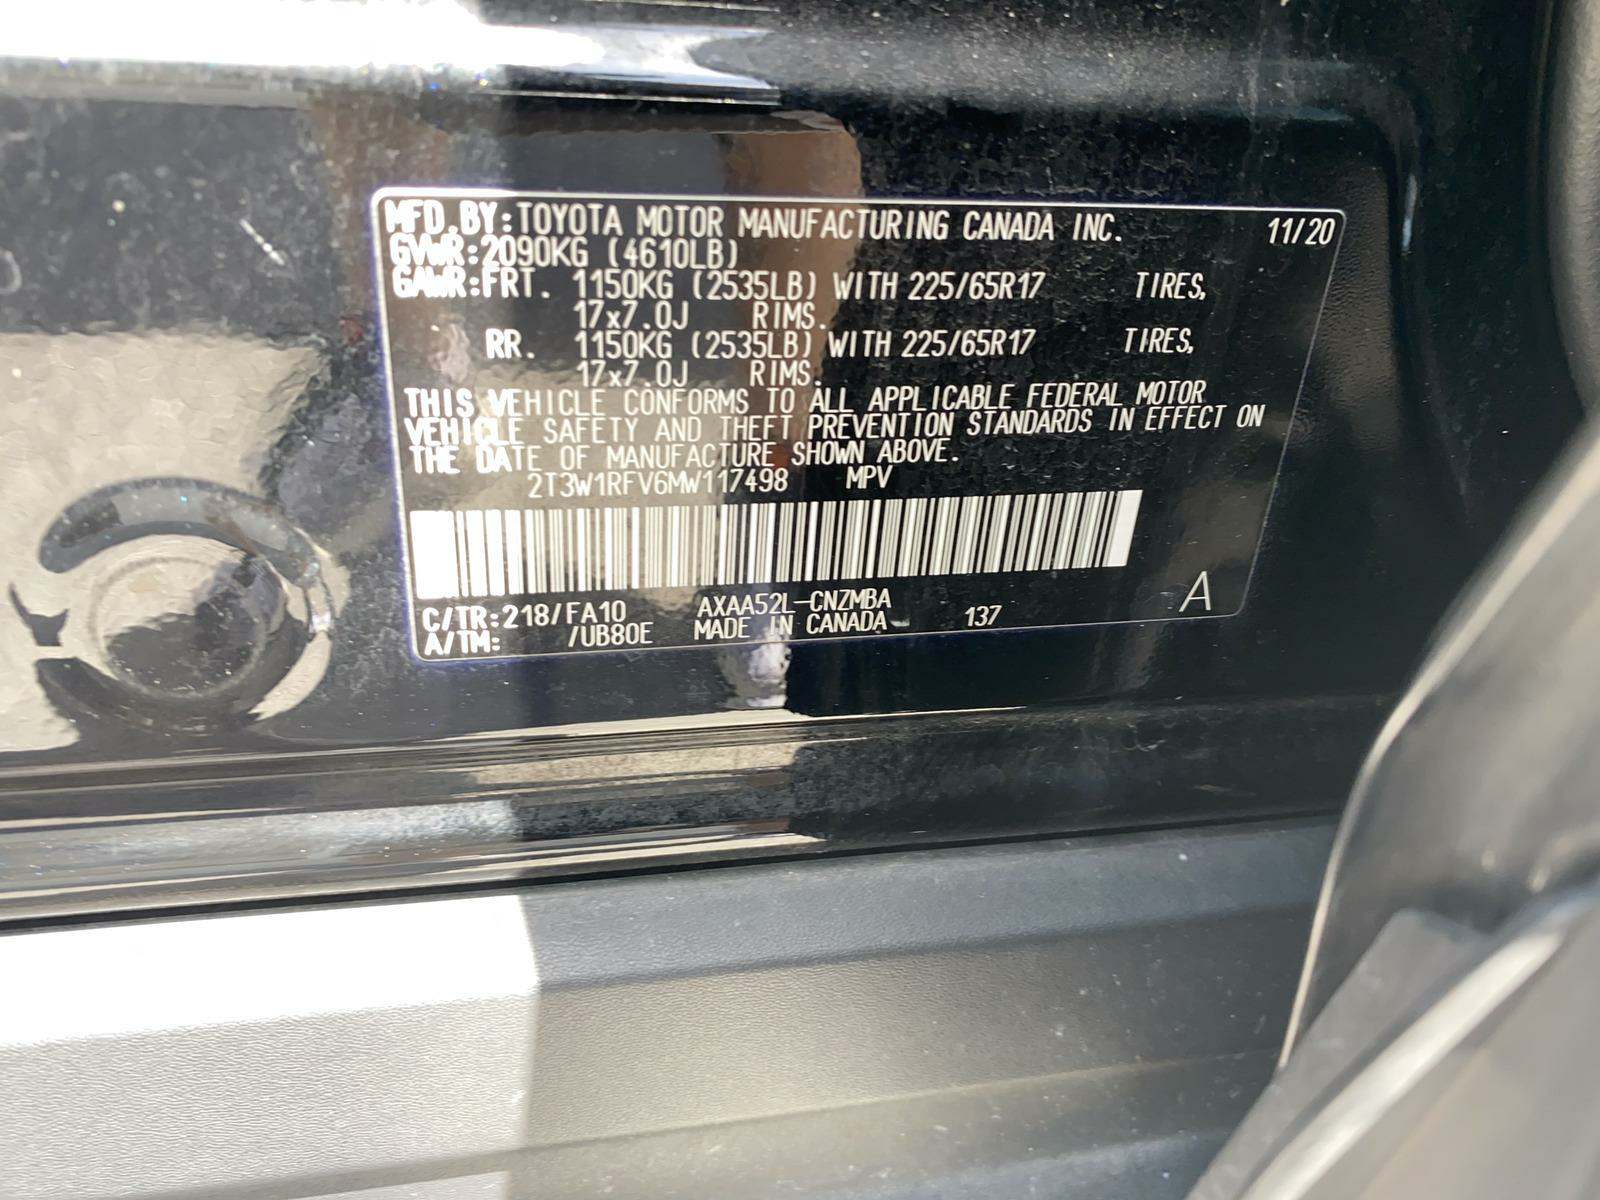 MFD.BY:TOYOTA MOTOR MANUFACTURING CANADA INC. 11/20
GVWR:2090KG (4610LB)
GAWR:FRT. 1150KG (2535LB) WITH 225/65R17 TIRES,
17x7.0J RIMS.
RR. 1150KG (2535LB) WITH 225/65R17 TIRES,
17x7.0J RIMS.
THIS VEHICLE CONFORMS TO ALL APPLICABLE FEDERAL MOTOR
VEHICLE SAFETY AND THEFT PREVENTION STANDARDS IN EFFECT ON
THE DATE OF MANUFACTURE SHOWN ABOVE.
2T3W1RFV6MW117498 MPV
C/TR:218/FA10 AXAA52L-CNZMBA 137 A
A/TM: /UB80E MADE IN CANADA